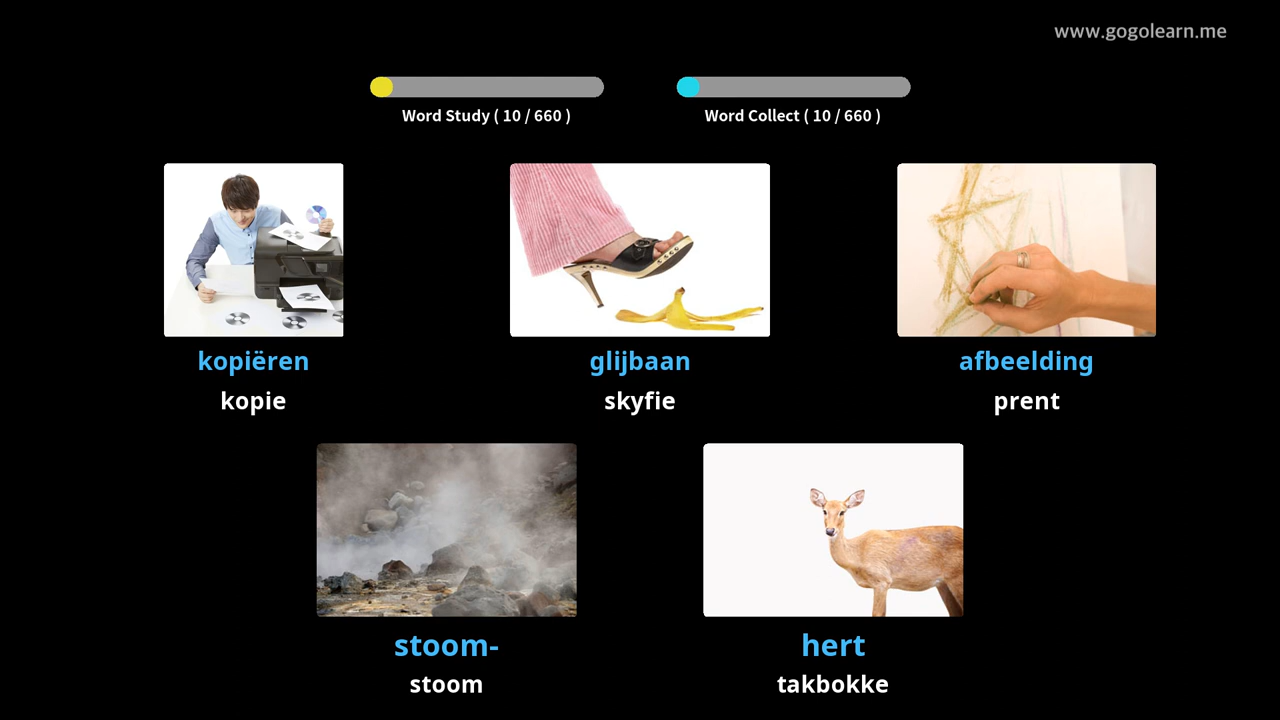 www.gogolearn.me
Word Study ( 10 / 660 )
Word Collect ( 10 / 660 )
kopiëren
kopie
glijbaan
skyfie
afbeelding
prent
stoom-
stoom
hert
takbokke